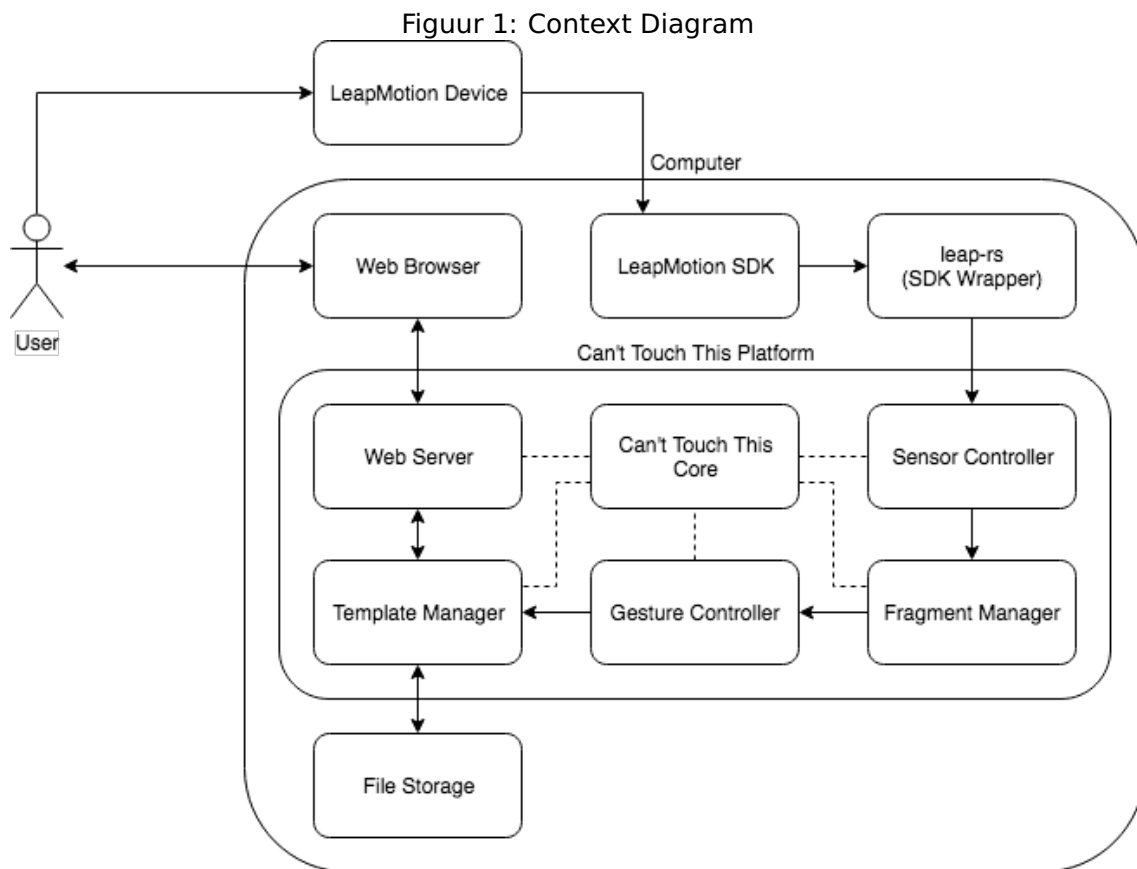 Figuur 1: Context Diagram
LeapMotion Device
Computer
Web Browser
LeapMotion SDK
leap-rs
(SDK Wrapper)
User
Can't Touch This Platform
Web Server
Can't Touch This
Core
Sensor Controller
Template Manager
Gesture Controller
Fragment Manager
File Storage